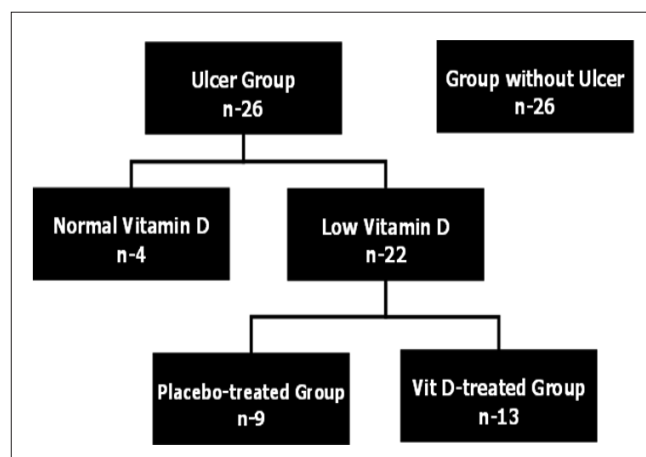 Ulcer Group
n-26
Group without Ulcer
n-26
Normal Vitamin D
n-4
Low Vitamin D
n-22
Placebo-treated Group
n-9
Vit D-treated Group
n-13